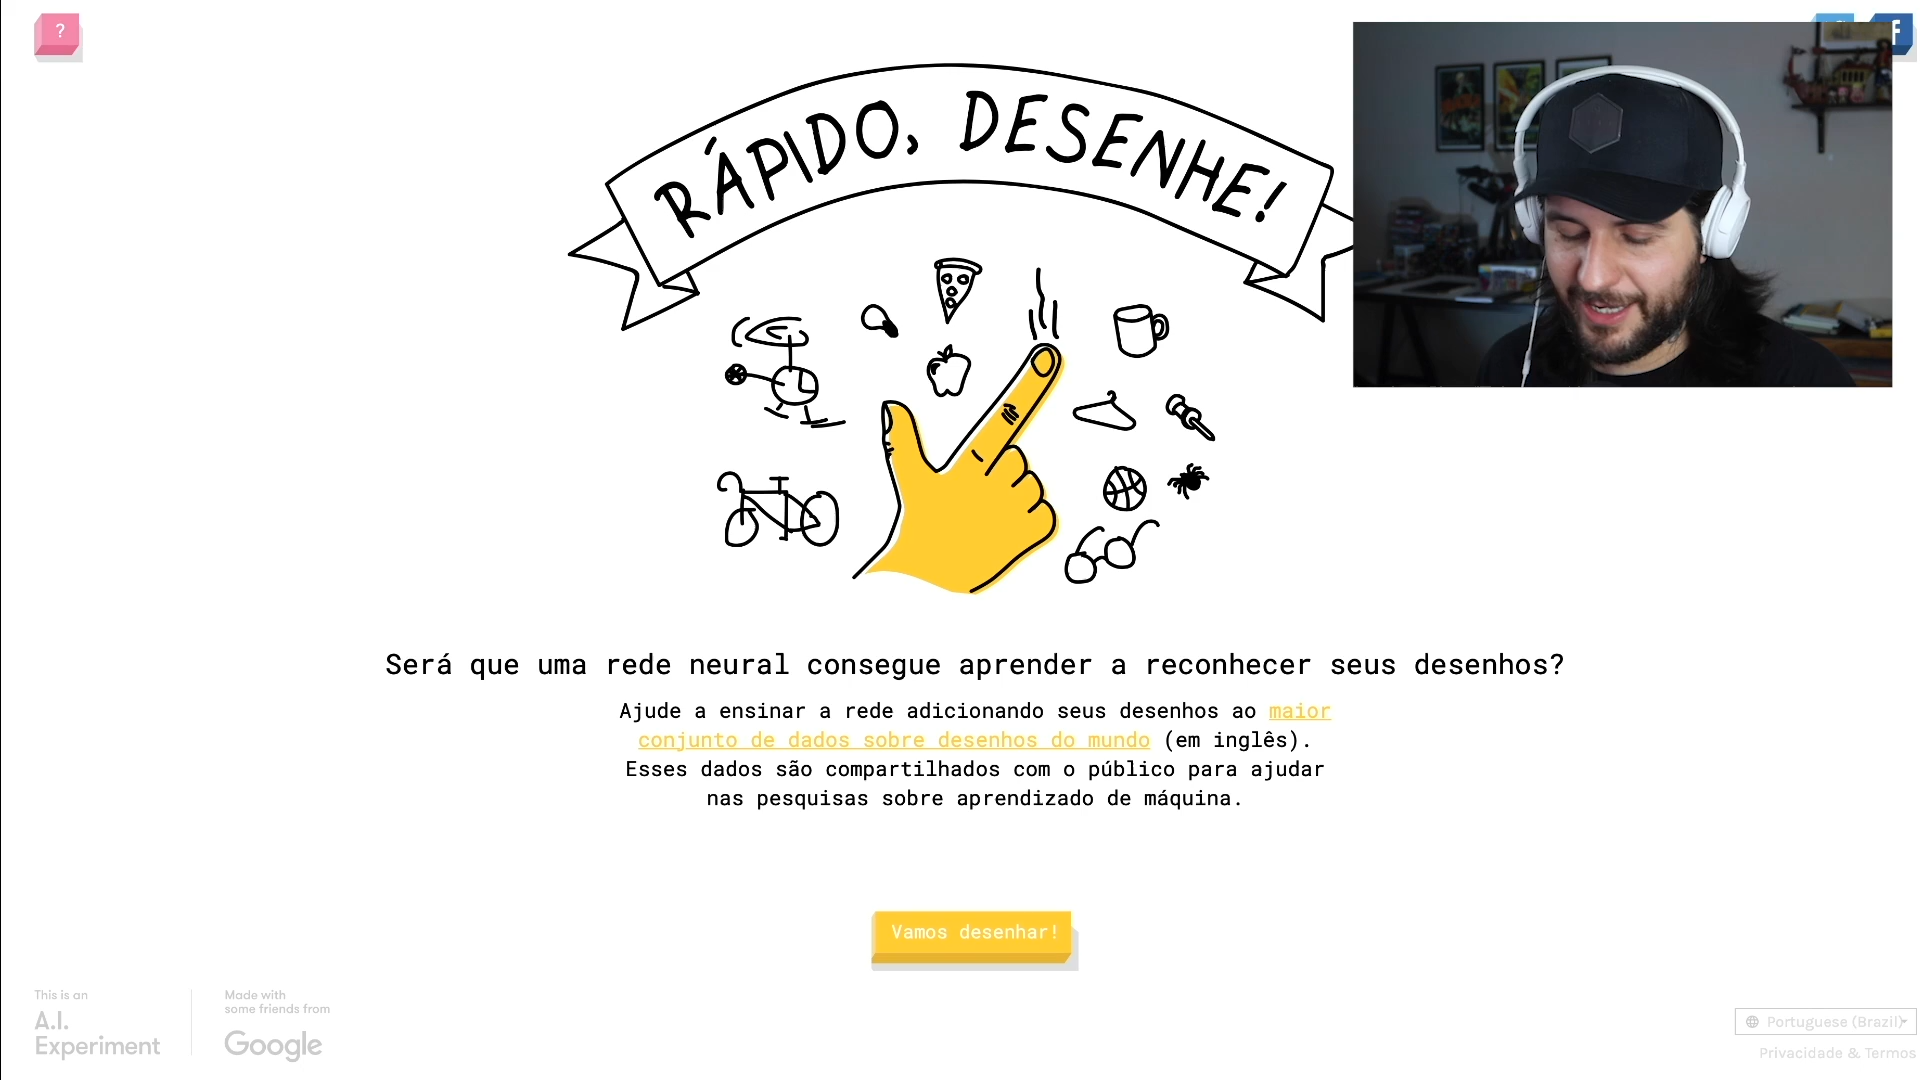 ?
f
RÁPIDO, DESENHE!
Será que uma rede neural consegue aprender a reconhecer seus desenhos?
Ajude a ensinar a rede adicionando seus desenhos ao maior
conjunto de dados sobre desenhos do mundo (em inglês).
Esses dados são compartilhados com o público para ajudar
nas pesquisas sobre aprendizado de máquina.
Vamos desenhar!
This is an
A.I.
Experiment
Made with
some friends from
Google
Portuguese (Brazil)
Privacidade & Termos